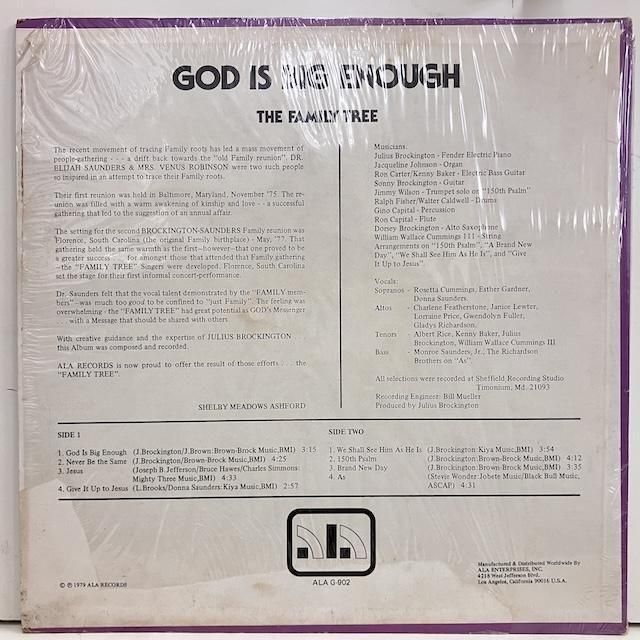 GOD IS BIG ENOUGH
THE FAMILY TREE
The recent movement of tracing Family roots has led a mass movement of
people-gathering - - - a drift back towards the "old Family reunion". DR.
ELIJAH SAUNDERS & MRS. VENUS ROBINSON were two such people
so inspired in an attempt to trace their Family roots.
Their first reunion was held in Baltimore, Maryland, November '75. The re-
union was filled with a warm awakening of kinship and love - - a successful
gathering that led to the suggestion of an annual affair.
The setting for the second BROCKINGTON-SAUNDERS Family reunion was
Florence, South Carolina (the original Family birthplace) - May, '77. That
gathering held the same warmth as the first—however—that one proved to be
a greater success . . . for amongst those that attended that Family gathering
—the "FAMILY TREE" Singers were developed. Florence, South Carolina
set the stage for their first informal concert-performance.
Dr. Saunders felt that the vocal talent demonstrated by the "FAMILY mem-
bers"—was much too good to be confined to "just Family". The feeling was
overwhelming - the "FAMILY TREE" had great potential as GOD's Messenger
. . . with a Message that should be shared with others.
With creative guidance and the expertise of JULIUS BROCKINGTON . . .
this Album was composed and recorded.
ALA RECORDS is now proud to offer the result of those efforts . . . the
"FAMILY TREE".
SHELBY MEADOWS ASHFORD
Musicians:
Julius Brockington - Fender Electric Piano
Jacqueline Johnson - Organ
Ron Carter/Kenny Baker - Electric Bass Guitar
Sonny Brockington - Guitar
Jimmy Wilson - Trumpet solo on "150th Psalm"
Ralph Fisher/Walter Caldwell - Drums
Gino Capital - Percussion
Ron Capital - Flute
Dorsey Brockington - Alto Saxophone
William Wallace Cummings III - String
Arrangements on "150th Psalm", "A Brand New
Day", "We Shall See Him As He Is", and "Give
It Up to Jesus".
Vocals:
Sopranos - Rosetta Cummings, Esther Gardner,
Donna Saunders.
Altos - Charlene Featherstone, Janice Lewter,
Lorraine Price, Gwendolyn Fuller,
Gladys Richardson.
Tenors - Albert Rice, Kenny Baker, Julius
Brockington, William Wallace Cummings III
Bass - Monroe Saunders, Jr., The Richardson
Brothers on "As".
All selections were recorded at Sheffield Recording Studio
Timonium, Md. 21093
Recording Engineer: Bill Mueller
Produced by Julius Brockington
SIDE 1
1. God Is Big Enough (J.Brockington/J.Brown:Brown-Brock Music,BMI) 3:15
2. Never Be the Same (J.Brockington/Brown-Brock Music,BMI) 4:25
3. Jesus (Joseph B.Jefferson/Bruce Hawes/Charles Simmons:
Mighty Three Music,BMI) 4:33
4. Give It Up to Jesus (L.Brooks/Donna Saunders:Kiya Music,BMI) 2:57
SIDE TWO
1. We Shall See Him As He Is (J.Brockington:Kiya Music,BMI) 3:54
2. 150th Psalm (J.Brockington:Brown-Brock Music,BMI) 4:12
3. Brand New Day (J.Brockington:Brown-Brock Music,BMI) 3:35
4. As (Stevie Wonder:Jobete Music/Black Bull Music,
ASCAP) 4:31
ala
ALA G-902
© ℗ 1979 ALA RECORDS
Manufactured & Distributed Worldwide By
ALA ENTERPRISES, INC.
4218 West Jefferson Blvd.
Los Angeles, California 90016 U.S.A.